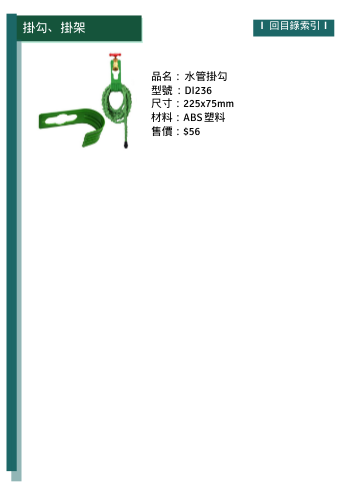 掛勾、掛架
I 回目錄索引 I
品名：水管掛勾
型號：DI236
尺寸：225x75mm
材料：ABS塑料
售價：$56